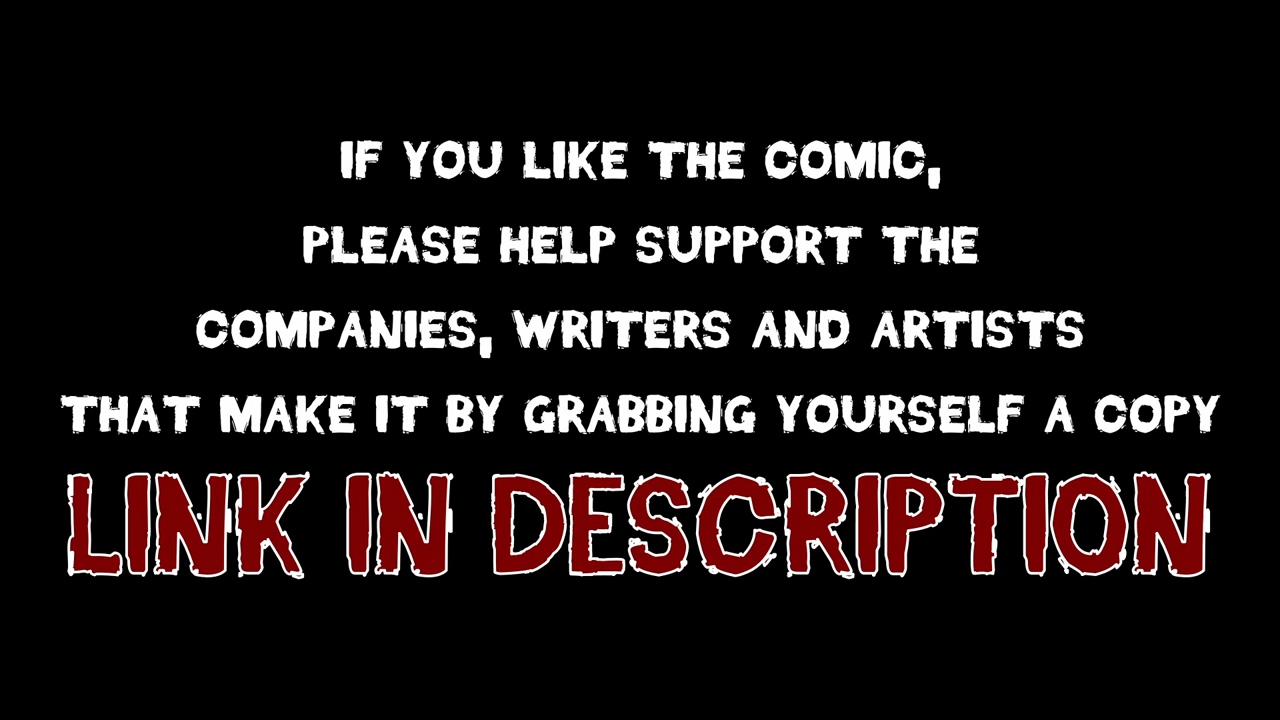 IF YOU LIKE THE COMIC,
PLEASE HELP SUPPORT THE
COMPANIES, WRITERS AND ARTISTS
THAT MAKE IT BY GRABBING YOURSELF A COPY
LINK IN DESCRIPTION